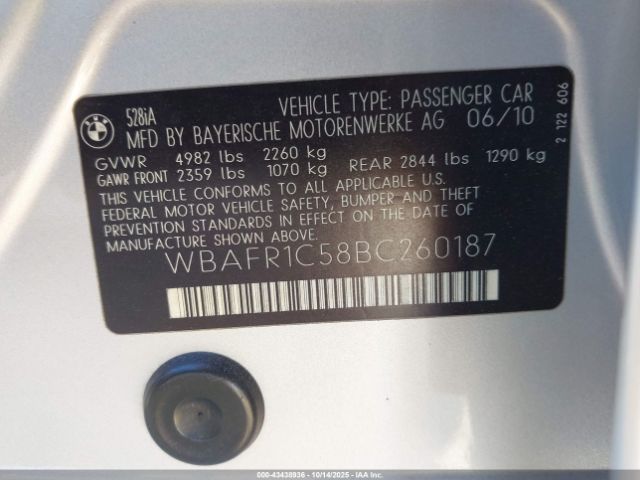 BMW
528iA
VEHICLE TYPE: PASSENGER CAR
MFD BY BAYERISCHE MOTORENWERKE AG 06/10
GVWR 4982 lbs 2260 kg
GAWR FRONT 2359 lbs 1070 kg REAR 2844 lbs 1290 kg
THIS VEHICLE CONFORMS TO ALL APPLICABLE U.S.
FEDERAL MOTOR VEHICLE SAFETY, BUMPER AND THEFT
PREVENTION STANDARDS IN EFFECT ON THE DATE OF
MANUFACTURE SHOWN ABOVE.
WBAFR1C58BC260187
2 122 606
000-43438936 - 10/14/2025 - IAAI, Inc. Copyright